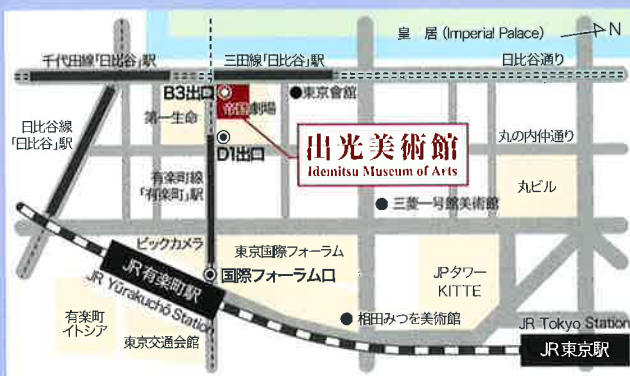 皇 居 (Imperial Palace)
N
千代田線「日比谷」駅
三田線「日比谷」駅
日比谷通り
B3出口
帝国劇場
東京會館
第一生命
日比谷線
「日比谷」駅
D1出口
出光美術館
Idemitsu Museum of Arts
丸の内仲通り
有楽町線
「有楽町」駅
丸ビル
三菱一号館美術館
ビックカメラ
東京国際フォーラム
JR有楽町駅
JR Yūrakuchō Station
国際フォーラム口
JPタワー
KITTE
有楽町
イトシア
東京交通会館
相田みつを美術館
JR Tokyo Station
JR東京駅